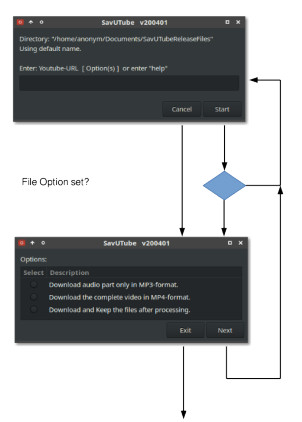 SavUTube v200401
Directory: "/home/anonym/Documents/SavUTubeReleaseFiles"
Using default name.
Enter: Youtube-URL [ Option(s) ] or enter "help"
Cancel Start
File Option set?
SavUTube v200401
Options:
Select Description
Download audio part only in MP3-format.
Download the complete video in MP4-format.
Download and Keep the files after processing.
Exit Next